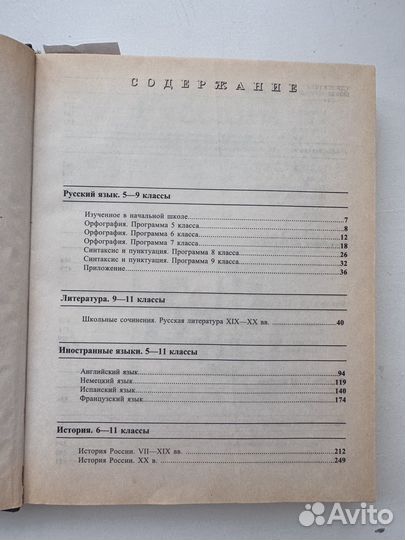 СОДЕРЖАНИЕ
Русский язык. 5—9 классы
Изученное в начальной школе 7
Орфография. Программа 5 класса 8
Орфография. Программа 6 класса 12
Орфография. Программа 7 класса 18
Синтаксис и пунктуация. Программа 8 класса 26
Синтаксис и пунктуация. Программа 9 класса 32
Приложение 36
Литература. 9—11 классы
Школьные сочинения. Русская литература XIX—XX вв. 40
Иностранные языки. 5—11 классы
Английский язык 94
Немецкий язык 119
Испанский язык 140
Французский язык 174
История. 6—11 классы
История России. VII—XIX вв. 212
История России. XX в. 249
Avito